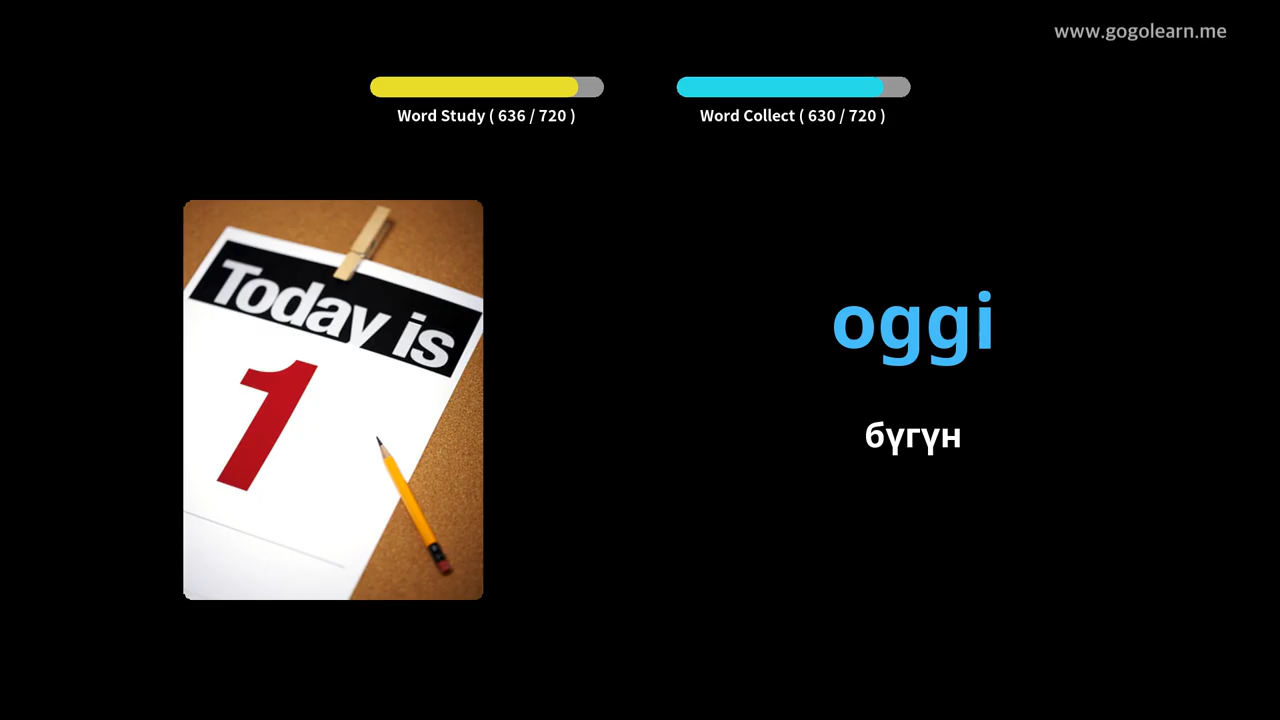 www.gogolearn.me
Word Study ( 636 / 720 )
Word Collect ( 630 / 720 )
Today is
1
oggi
бүгүн